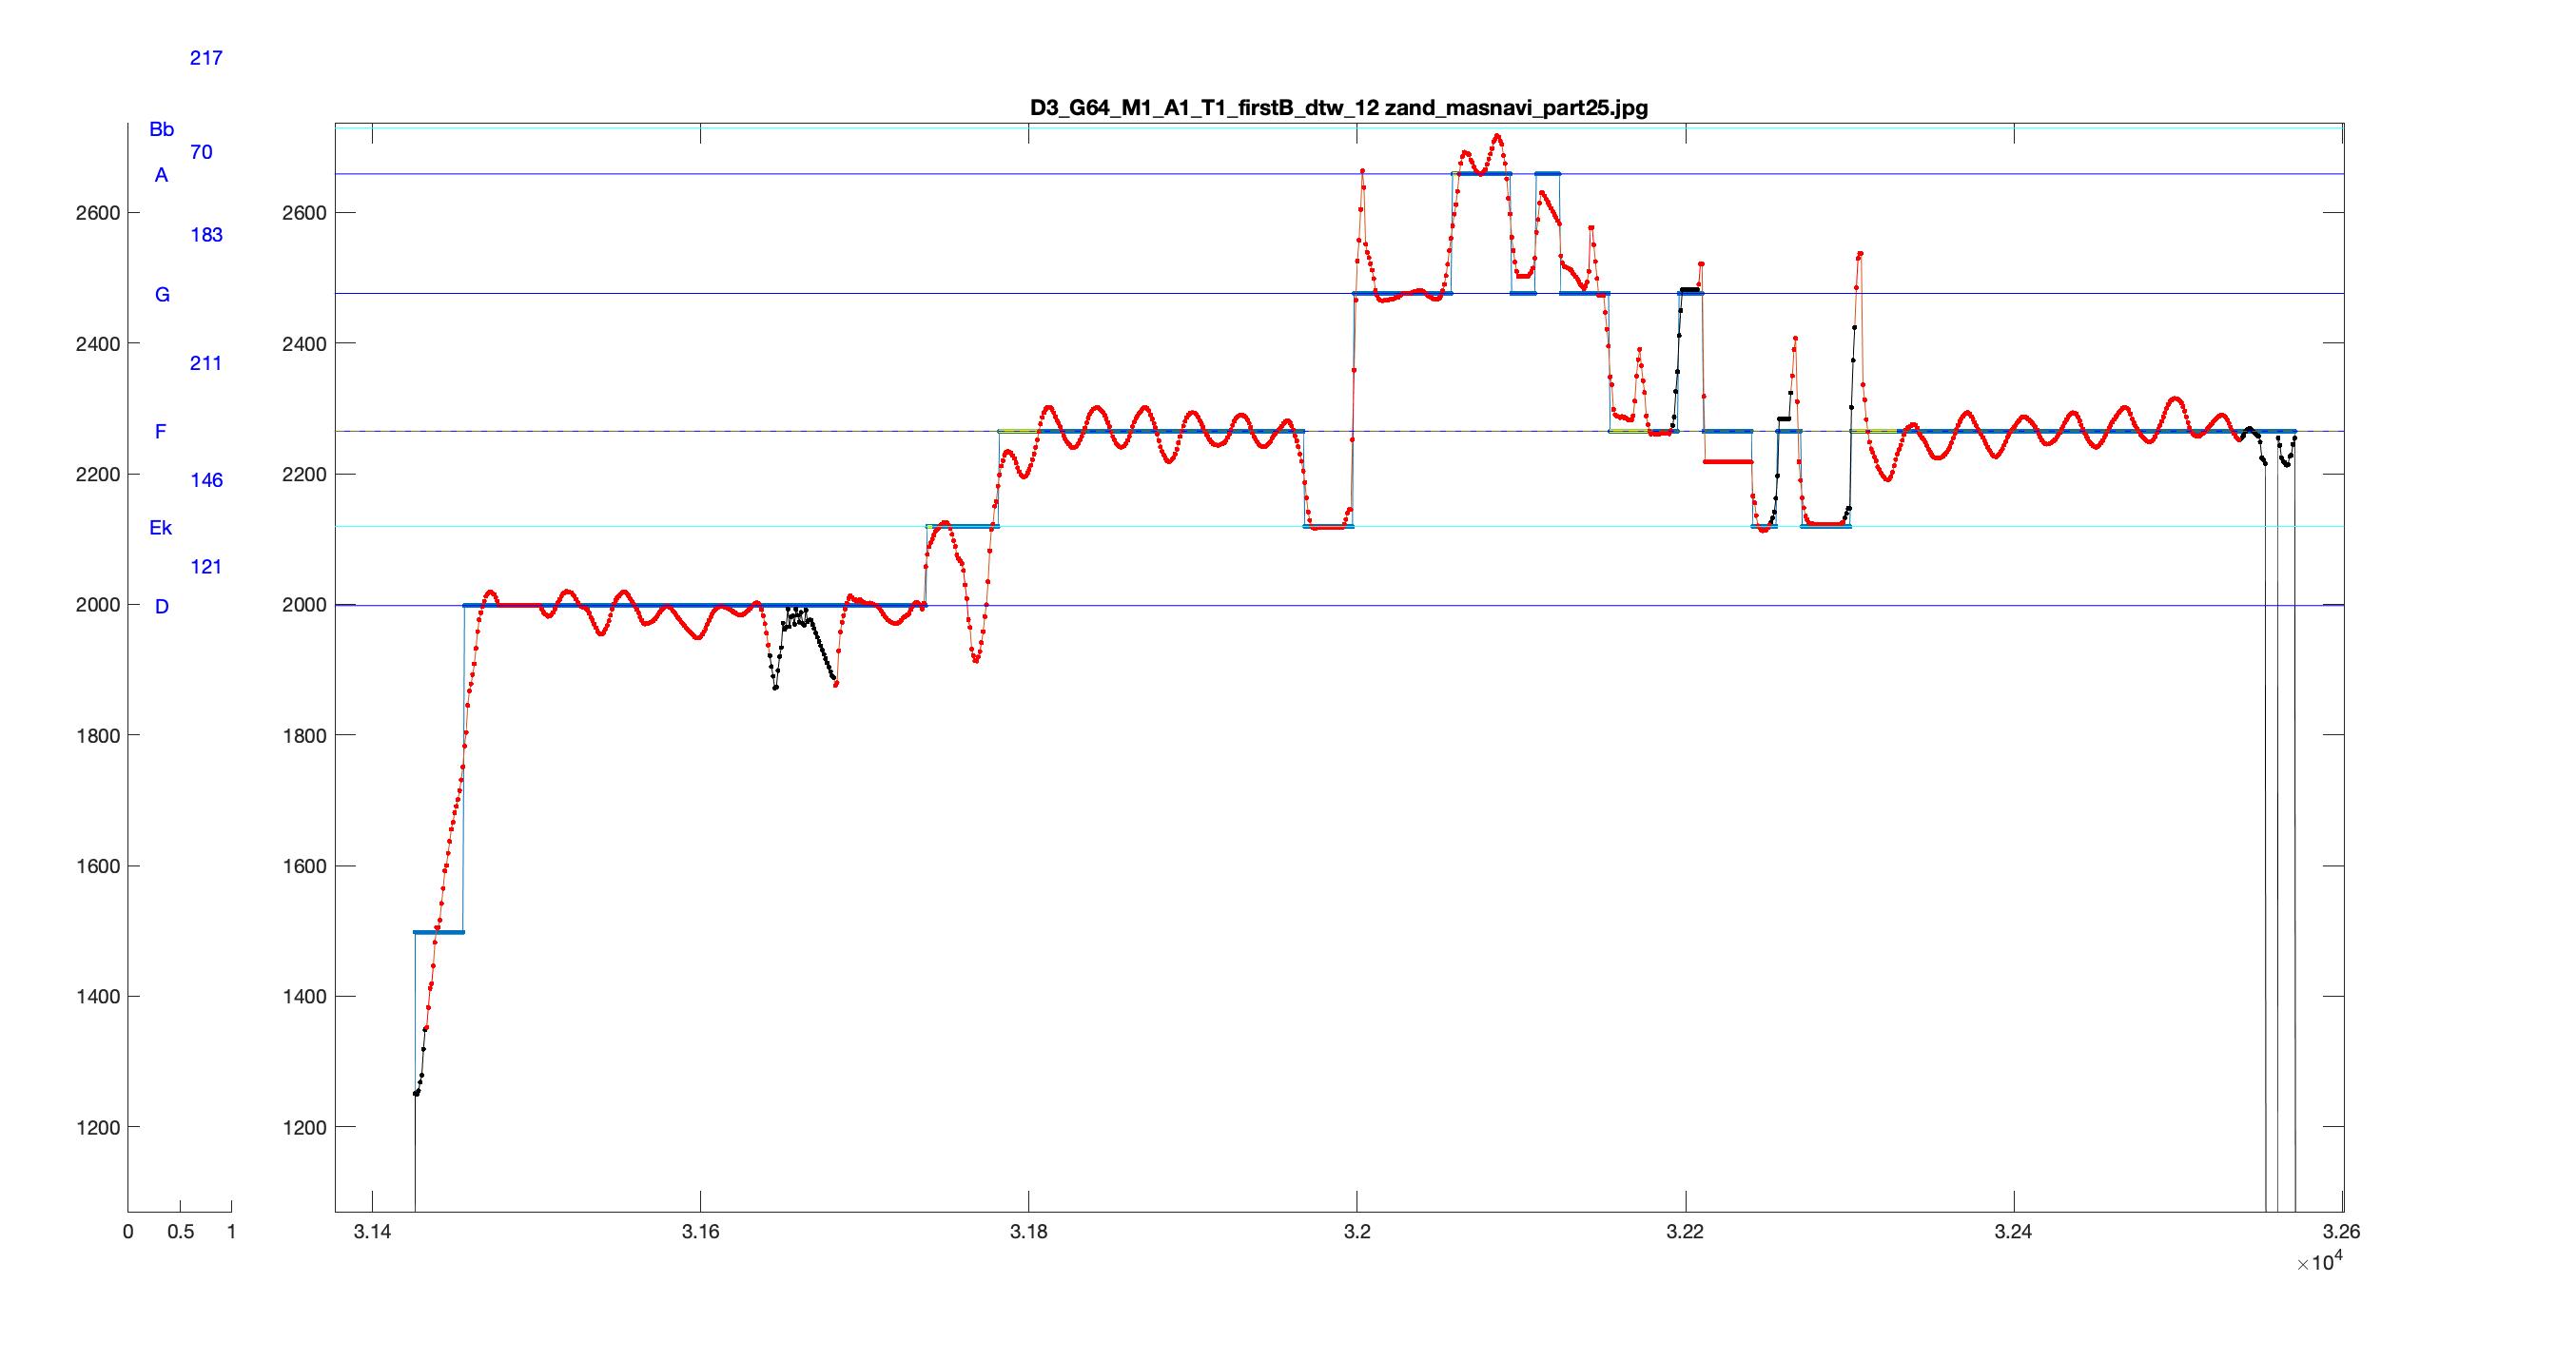 217
D3_G64_M1_A1_T1_firstB_dtw_12 zand_masnavi_part25.jpg
Bb
70
A
2600
2600
183
G
2400
2400
211
F
2200
2200
146
Ek
121
2000
D
2000
1800
1800
1600
1600
1400
1400
1200
1200
0 0.5 1
3.14 3.16 3.18 3.2 3.22 3.24 3.26
×10^4